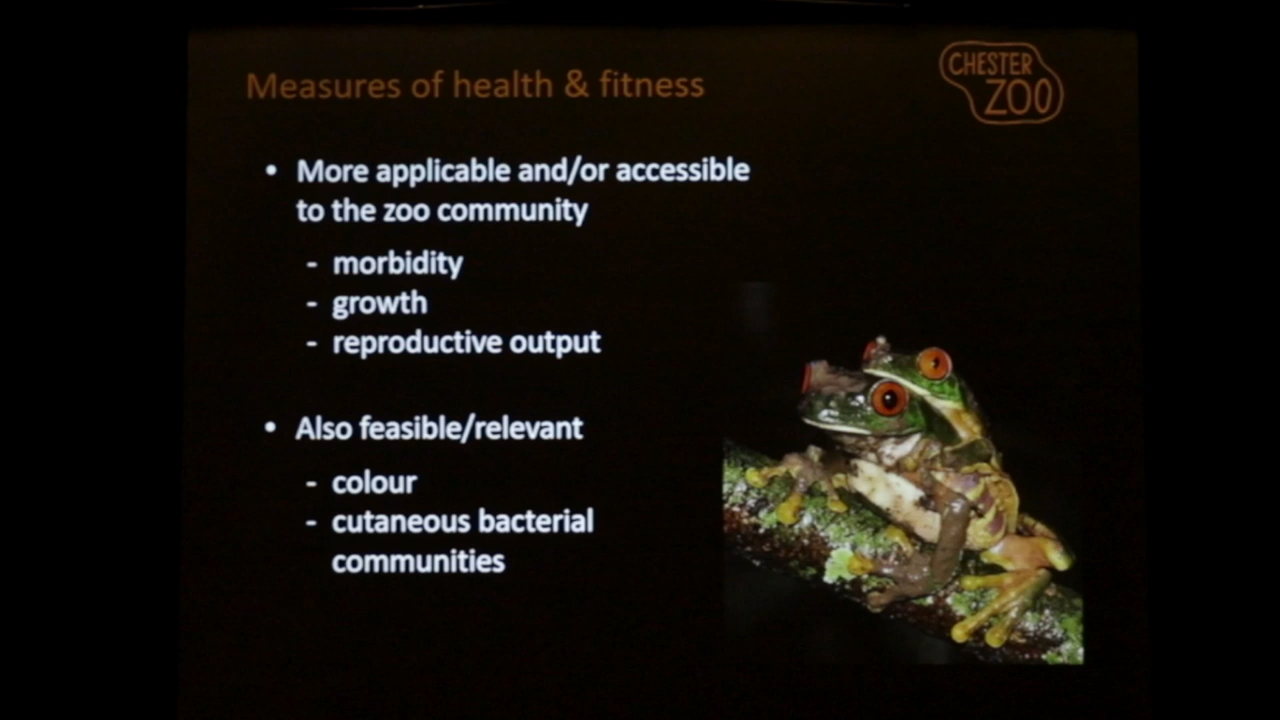 Measures of health & fitness
CHESTER
ZOO
• More applicable and/or accessible
to the zoo community
- morbidity
- growth
- reproductive output
• Also feasible/relevant
- colour
- cutaneous bacterial
communities